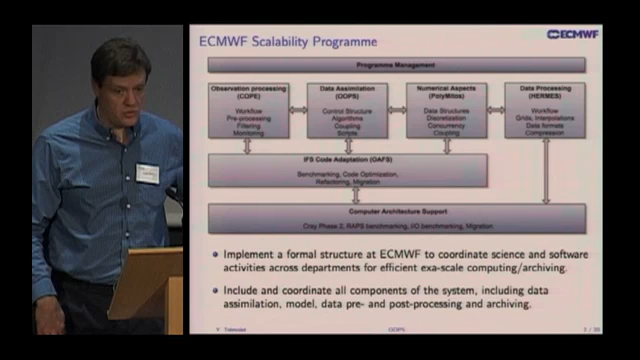 ECMWF Scalability Programme
ECMWF
Programme Management
Observation processing
(COPE)
Workflow
Pre-processing
Filtering
Monitoring
Data Assimilation
(OOPS)
Control Structure
Algorithms
Coupling
Scripts
Numerical Aspects
(PolyMitos)
Data Structures
Discretization
Concurrency
Coupling
Data Processing
(HERMES)
Workflow
Grids, Interpolations
Data formats
Compression
IFS Code Adaptation (OAFS)
Benchmarking, Code Optimization,
Refactoring, Migration
Computer Architecture Support
Cray Phase 2, RAPS benchmarking, I/O benchmarking, Migration
Implement a formal structure at ECMWF to coordinate science and software
activities across departments for efficient exa-scale computing/archiving.
Include and coordinate all components of the system, including data
assimilation, model, data pre- and post-processing and archiving.
OOPS